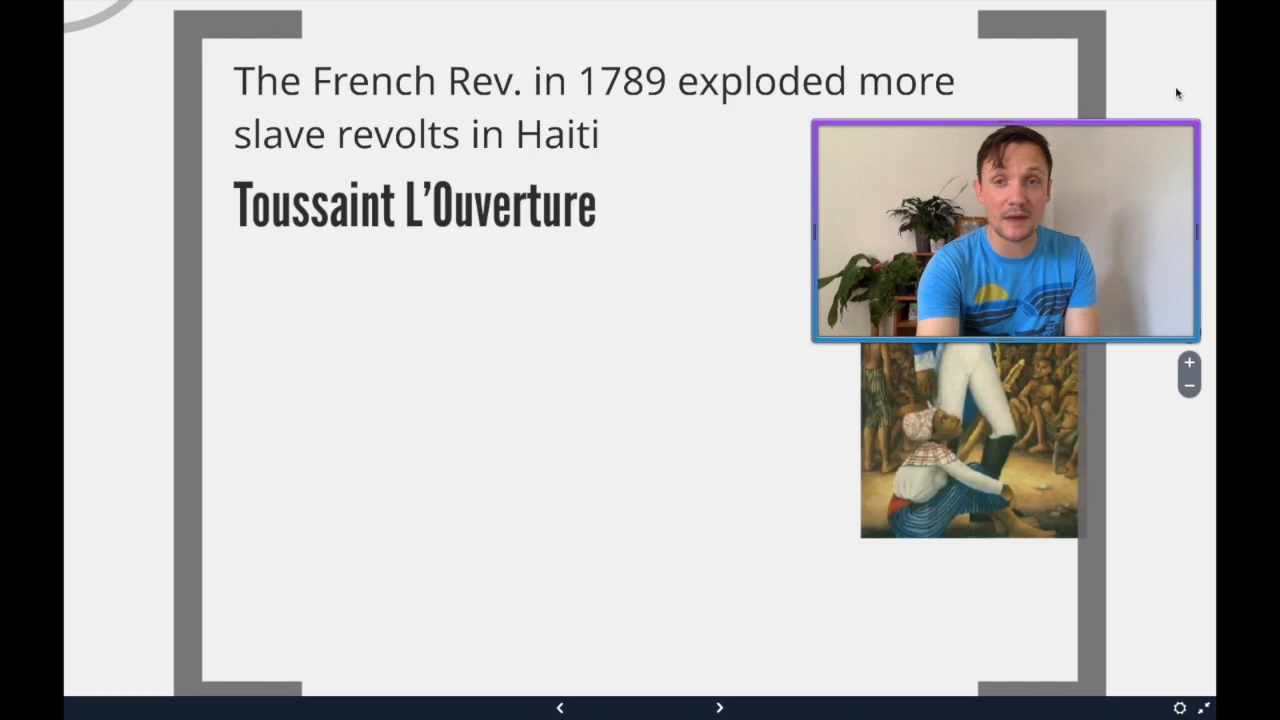 The French Rev. in 1789 exploded more
slave revolts in Haiti
Toussaint L’Ouverture